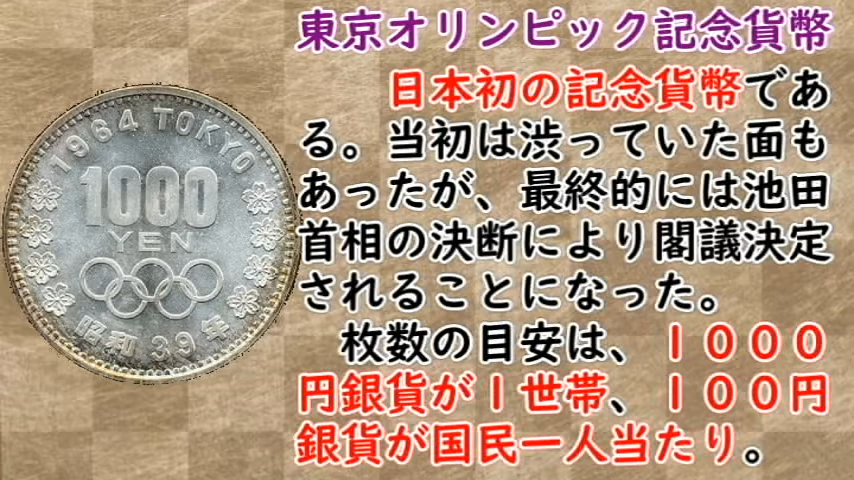 東京オリンピック記念貨幣
日本初の記念貨幣であ
る。当初は渋っていた面も
あったが、最終的には池田
首相の決断により閣議決定
されることになった。
枚数の目安は、１０００
円銀貨が１世帯、１００円
銀貨が国民一人当たり。
1964 TOKYO
1000
YEN
昭和 39 年